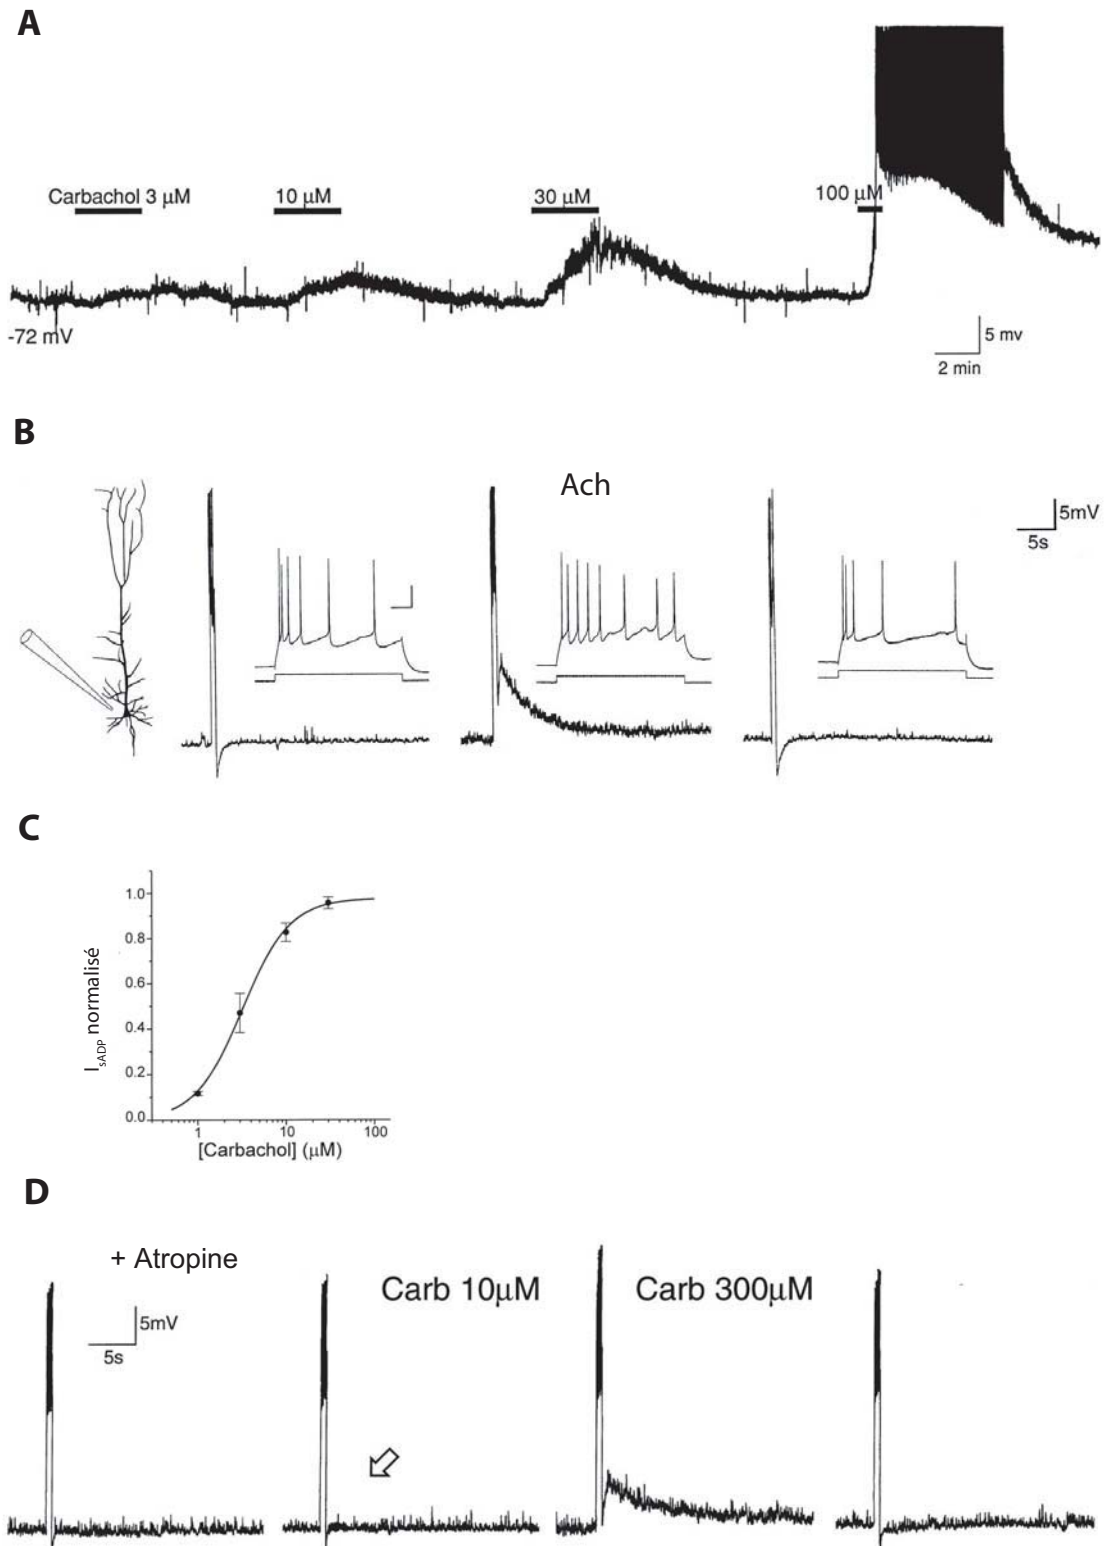 A
Carbachol 3 µM
10 µM
30 µM
100 µM
-72 mV
5 mv
2 min
B
Ach
5mV
5s
C
1.0
0.8
0.6
0.4
0.2
0.0
I sADP normalisé
1
10
100
[Carbachol] (µM)
D
+ Atropine
Carb 10µM
Carb 300µM
5mV
5s